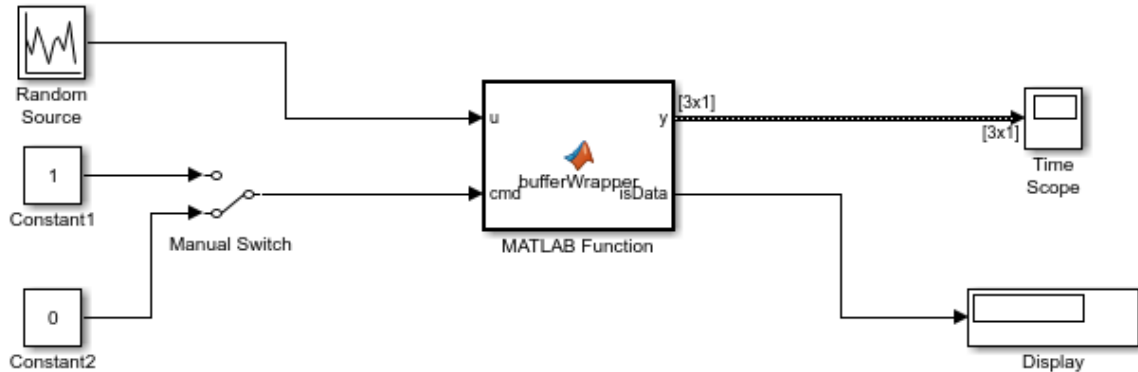 Random
Source
1
Constant1
Manual Switch
0
Constant2
u
cmd
bufferWrapper
y
isData
MATLAB Function
[3x1]
[3x1]
Time
Scope
Display